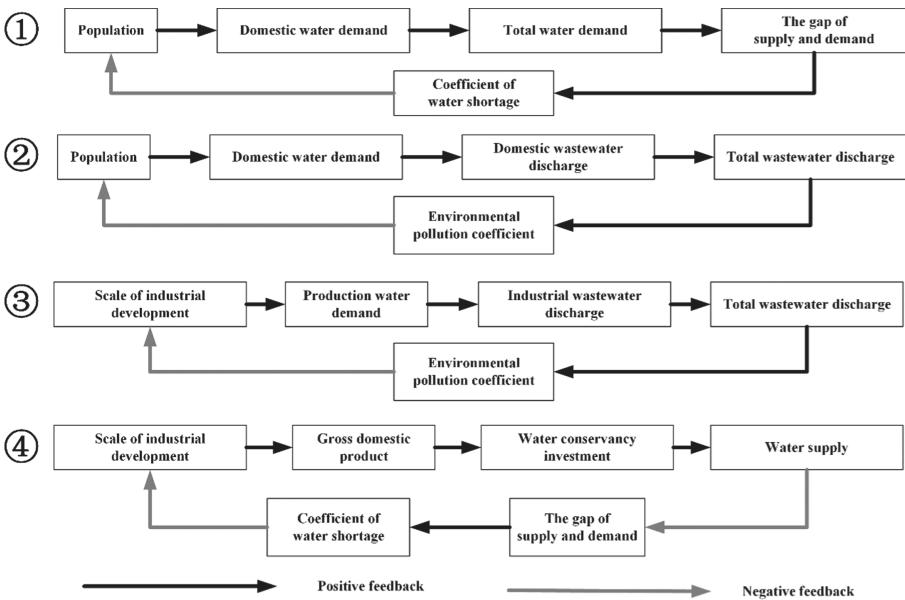 ①
Population
Domestic water demand
Total water demand
The gap of
supply and demand
Coefficient of
water shortage
②
Population
Domestic water demand
Domestic wastewater
discharge
Total wastewater discharge
Environmental
pollution coefficient
③
Scale of industrial
development
Production water
demand
Industrial wastewater
discharge
Total wastewater discharge
Environmental
pollution coefficient
④
Scale of industrial
development
Gross domestic
product
Water conservancy
investment
Water supply
Coefficient of
water shortage
The gap of
supply and demand
Positive feedback
Negative feedback